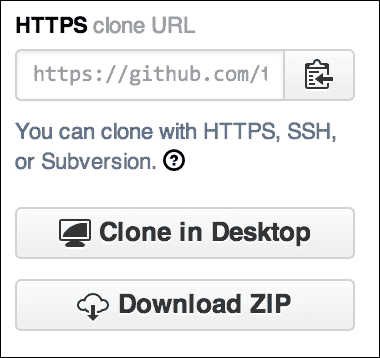 HTTPS clone URL
https://github.com/t
You can clone with HTTPS, SSH,
or Subversion. ?
Clone in Desktop
Download ZIP